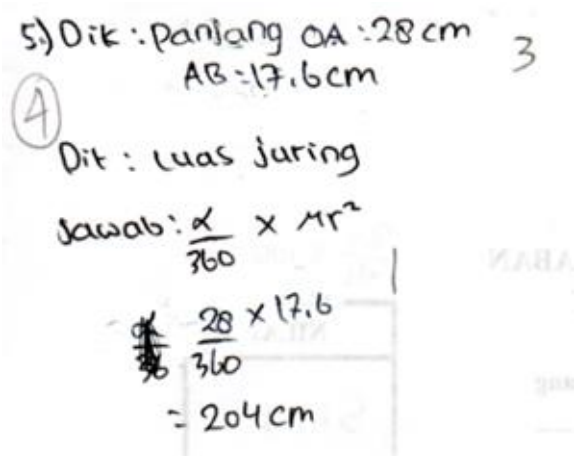 5.) Dik : Panjang OA : 28 cm
3
AB : 17,6 cm
4
Dit : Luas juring
Jawab : α/360 × πr²
28/360 × 17,6
= 204 cm